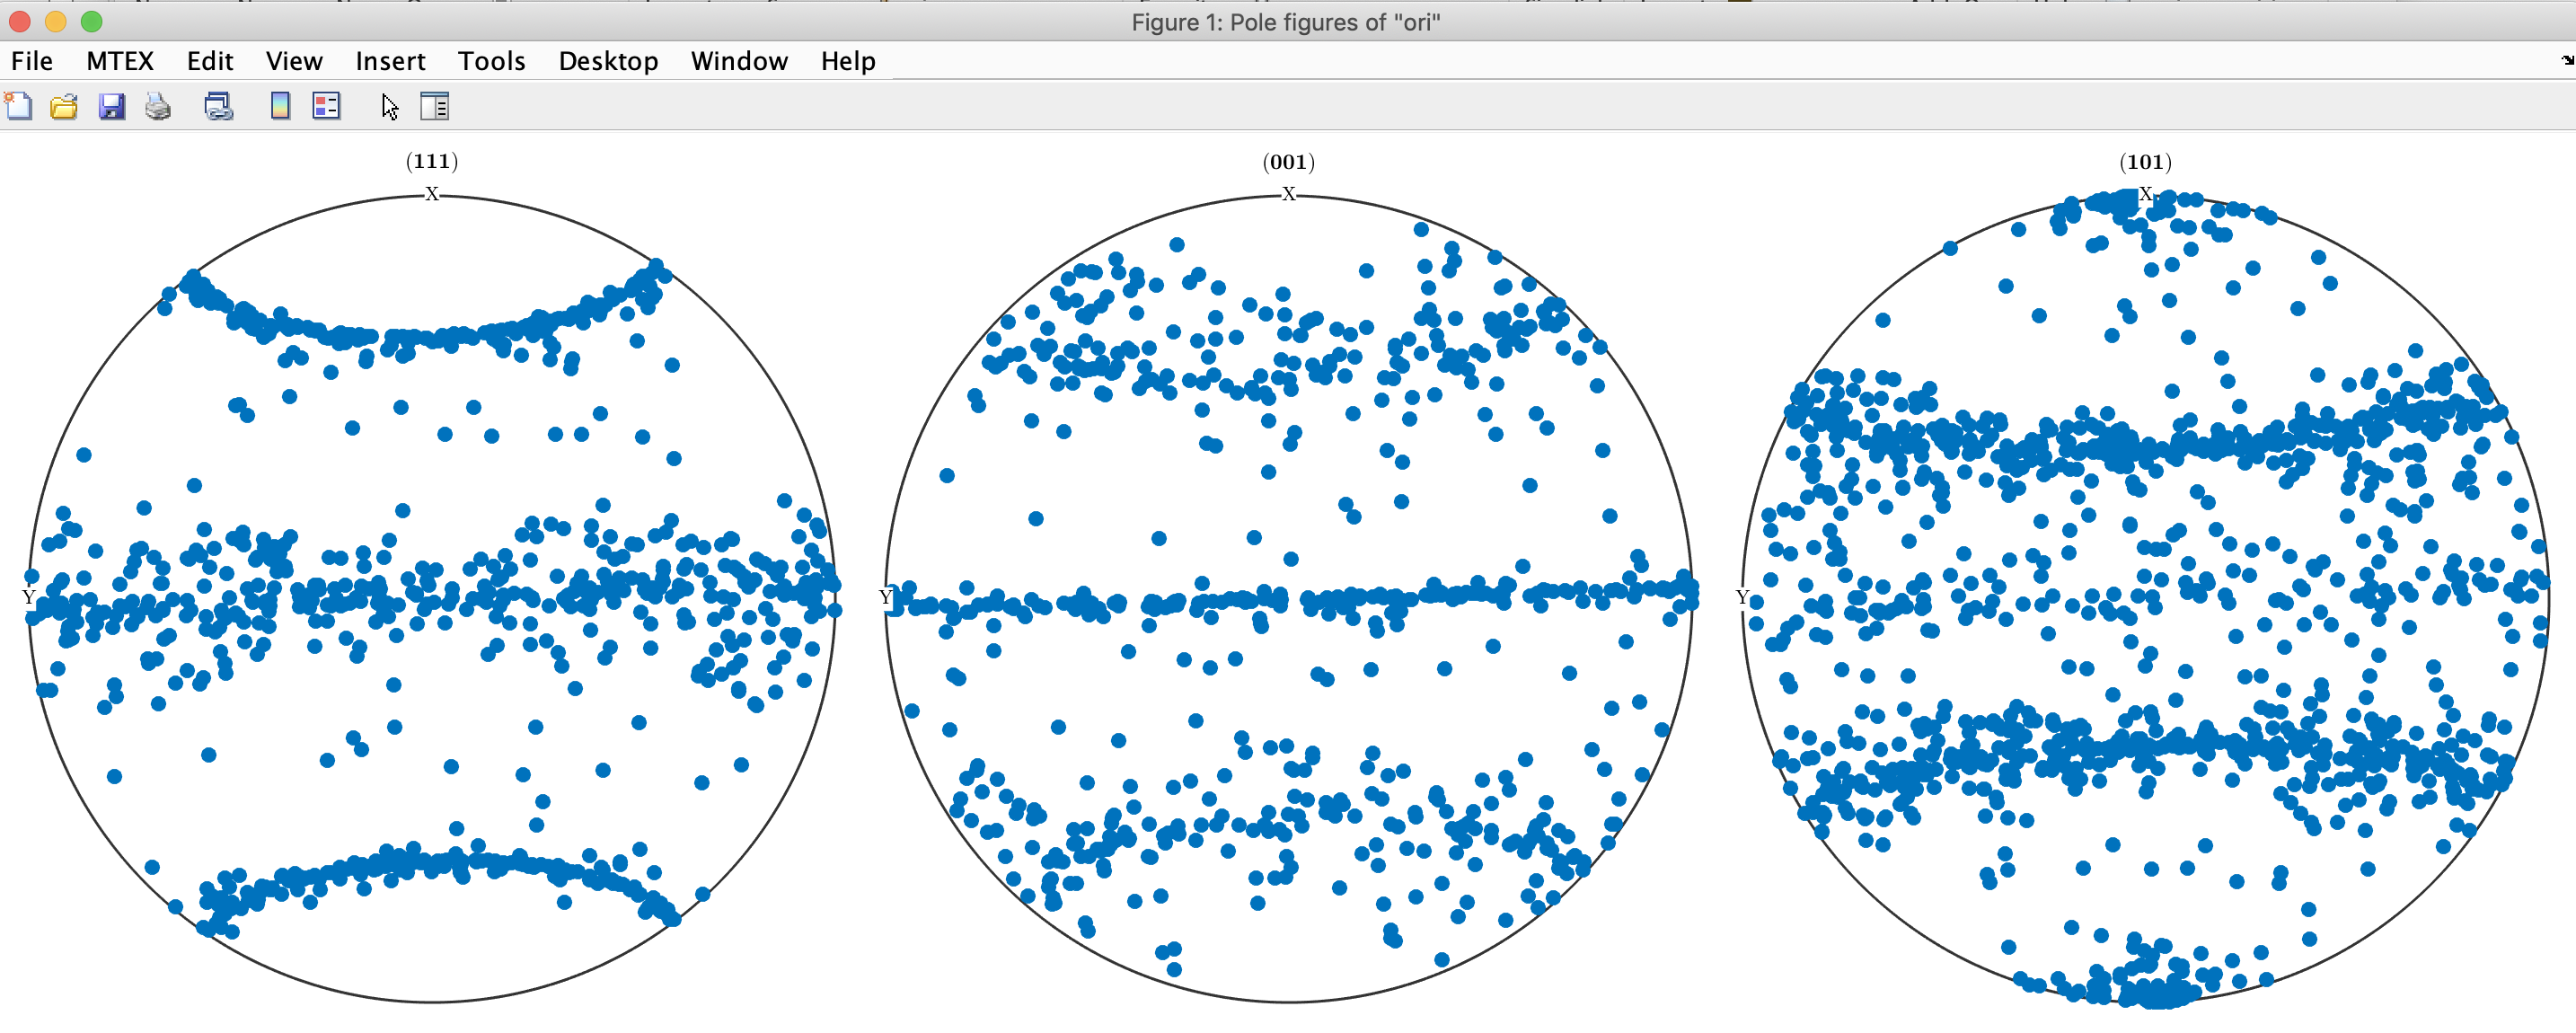 Figure 1: Pole figures of "ori"
File MTEX Edit View Insert Tools Desktop Window Help
(111) (001) (101)
X X X
Y Y Y